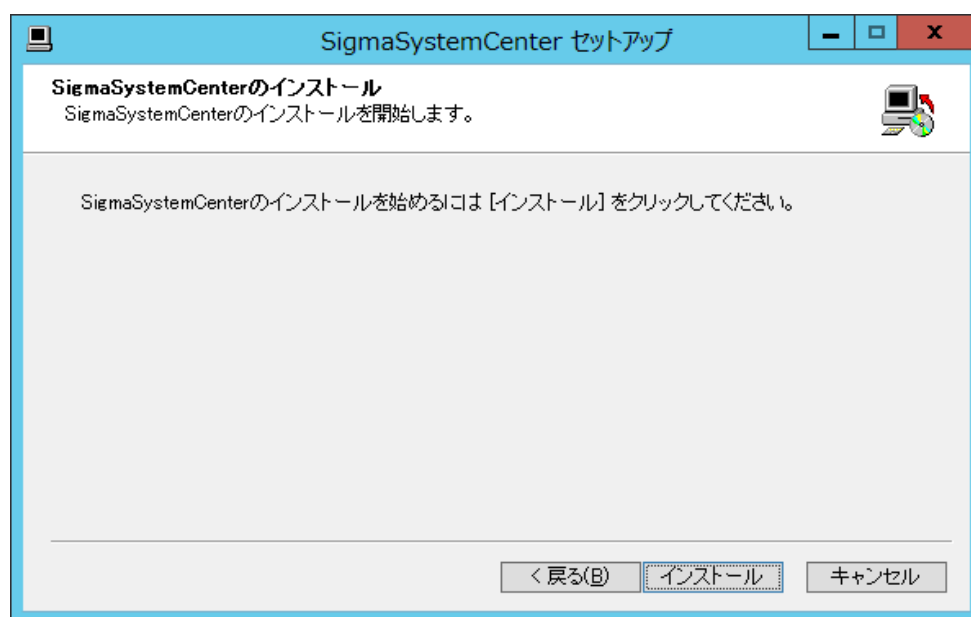 SigmaSystemCenter セットアップ
SigmaSystemCenterのインストール
SigmaSystemCenterのインストールを開始します。
SigmaSystemCenterのインストールを始めるには [インストール] をクリックしてください。
< 戻る(B) インストール キャンセル